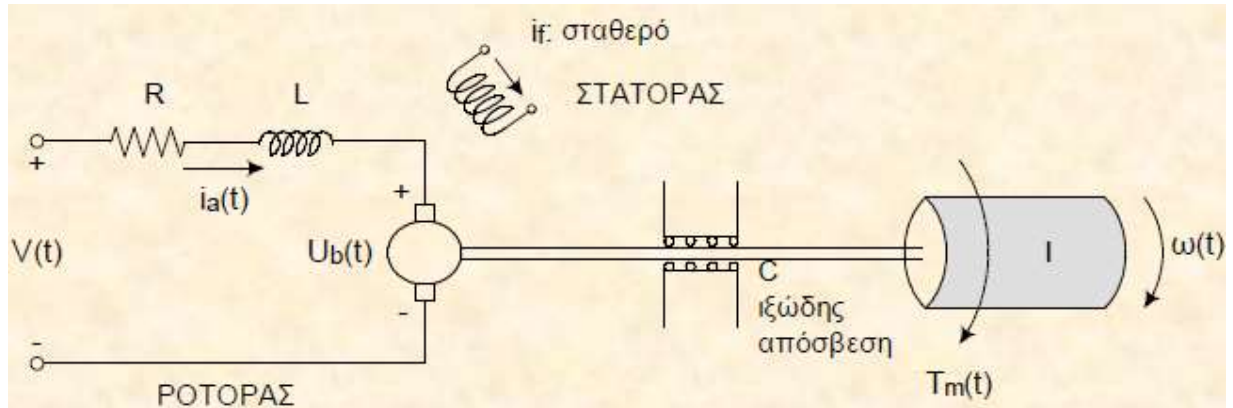 if: σταθερό
ΣΤΑΤΟΡΑΣ
R
L
+
ia(t)
+
V(t)
Ub(t)
-
-
ΡΟΤΟΡΑΣ
C
ιξώδης
απόσβεση
I
ω(t)
Tm(t)